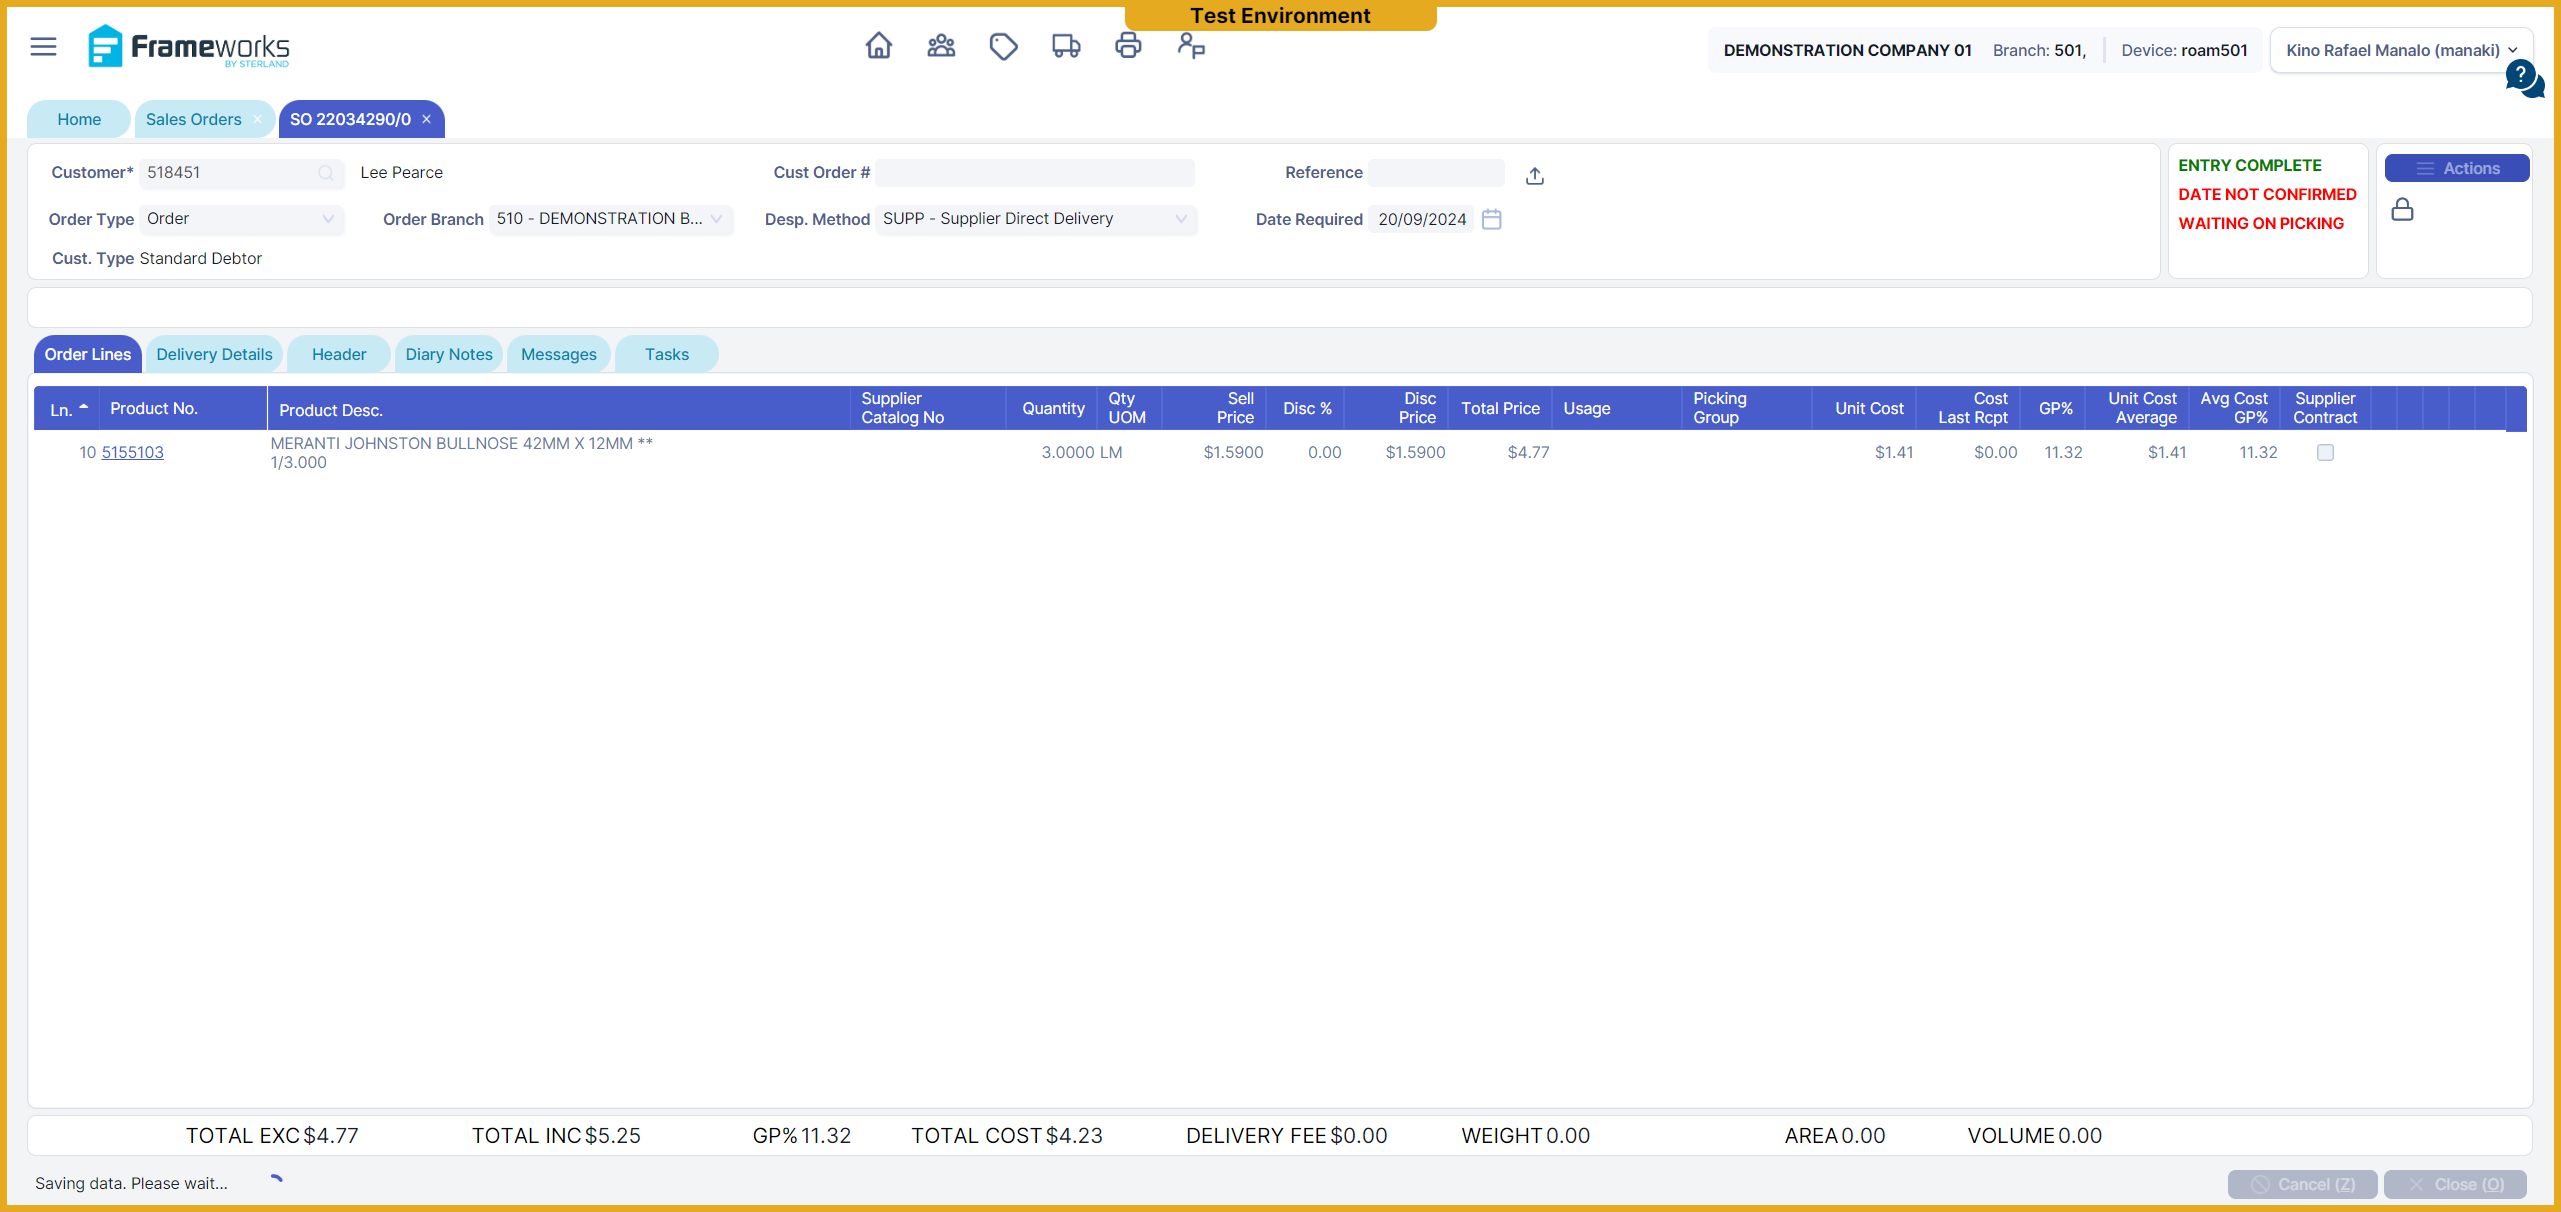 Test Environment
Frameworks
BY STERLAND
DEMONSTRATION COMPANY 01 Branch: 501, Device: roam501
Kino Rafael Manalo (manaki)
?
Home
Sales Orders ×
SO 22034290/0 ×
Customer* 518451 Lee Pearce Cust Order # Reference
Order Type Order Order Branch 510 - DEMONSTRATION B... Desp. Method SUPP - Supplier Direct Delivery Date Required 20/09/2024
Cust. Type Standard Debtor
ENTRY COMPLETE
DATE NOT CONFIRMED
WAITING ON PICKING
Actions
Order Lines Delivery Details Header Diary Notes Messages Tasks
Ln. Product No. Product Desc. Supplier Catalog No Quantity Qty UOM Sell Price Disc % Disc Price Total Price Usage Picking Group Unit Cost Cost Last Rcpt GP% Unit Cost Average Avg Cost GP% Supplier Contract
10 5155103 MERANTI JOHNSTON BULLNOSE 42MM X 12MM ** 3.0000 LM $1.5900 0.00 $1.5900 $4.77 $1.41 $0.00 11.32 $1.41 11.32
1/3.000
TOTAL EXC $4.77 TOTAL INC $5.25 GP% 11.32 TOTAL COST $4.23 DELIVERY FEE $0.00 WEIGHT 0.00 AREA 0.00 VOLUME 0.00
Saving data. Please wait...
Cancel (Z)
Close (O)